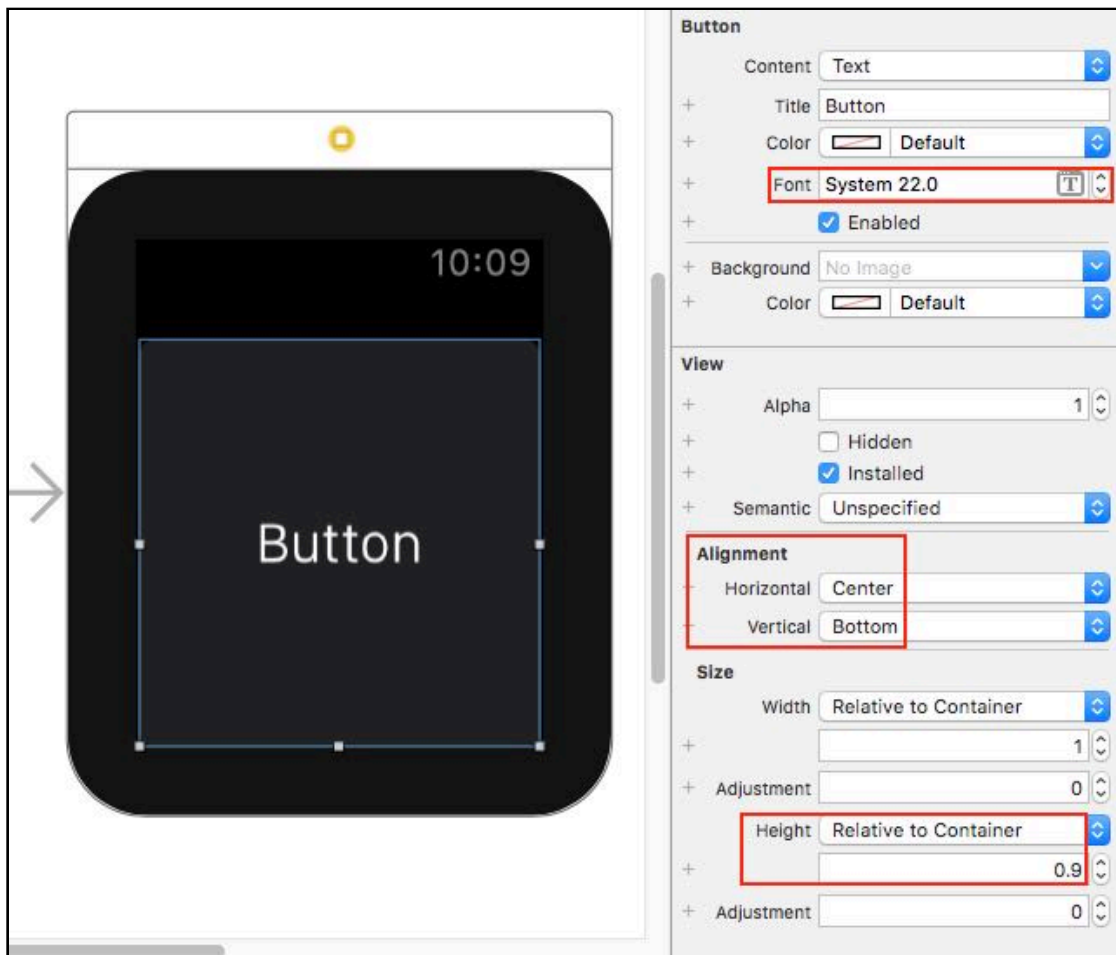 10:09
Button
Button
Content Text
Title Button
Color Default
Font System 22.0 T
Enabled
Background No Image
Color Default
View
Alpha 1
Hidden
Installed
Semantic Unspecified
Alignment
Horizontal Center
Vertical Bottom
Size
Width Relative to Container
1
Adjustment 0
Height Relative to Container
0.9
Adjustment 0